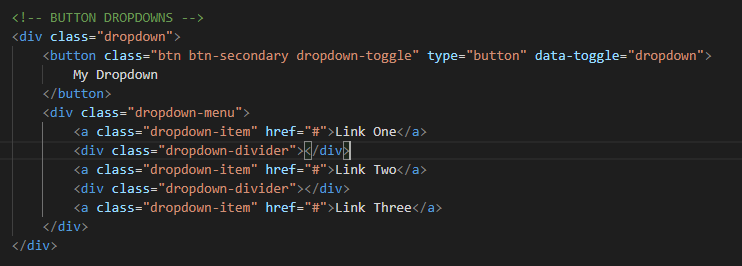 <!-- BUTTON DROPDOWNS -->
<div class="dropdown">
    <button class="btn btn-secondary dropdown-toggle" type="button" data-toggle="dropdown">
        My Dropdown
    </button>
    <div class="dropdown-menu">
        <a class="dropdown-item" href="#">Link One</a>
        <div class="dropdown-divider"></div>
        <a class="dropdown-item" href="#">Link Two</a>
        <div class="dropdown-divider"></div>
        <a class="dropdown-item" href="#">Link Three</a>
    </div>
</div>